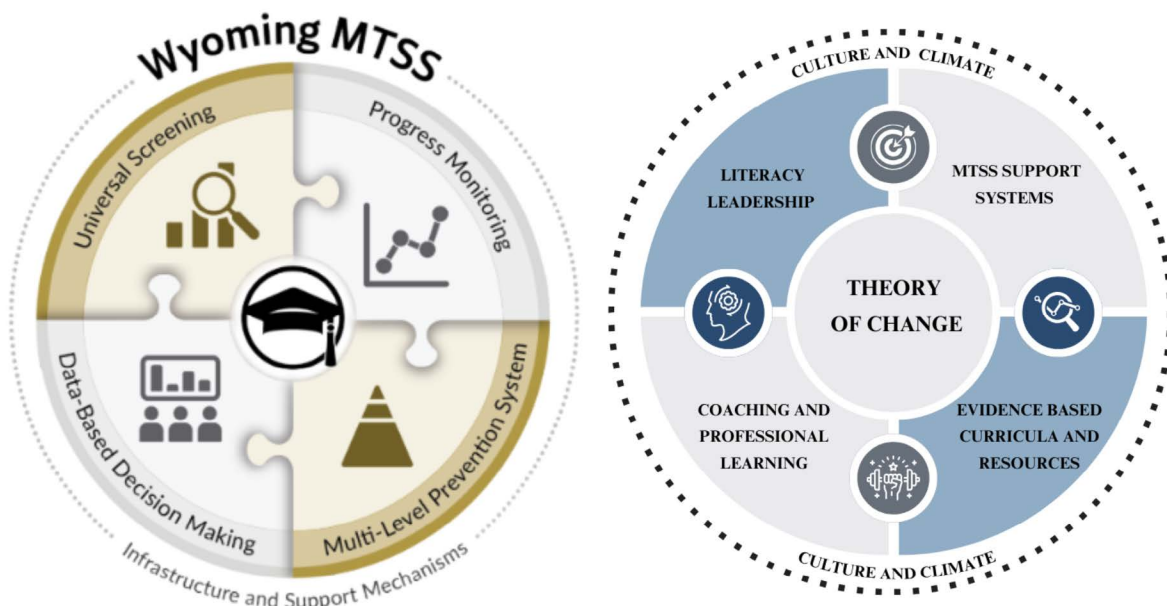 Wyoming MTSS
Universal Screening
Progress Monitoring
Data-Based Decision Making
Multi-Level Prevention System
Infrastructure and Support Mechanisms
CULTURE AND CLIMATE
LITERACY
LEADERSHIP
MTSS SUPPORT
SYSTEMS
THEORY
OF CHANGE
COACHING AND
PROFESSIONAL
LEARNING
EVIDENCE BASED
CURRICULA AND
RESOURCES
CULTURE AND CLIMATE